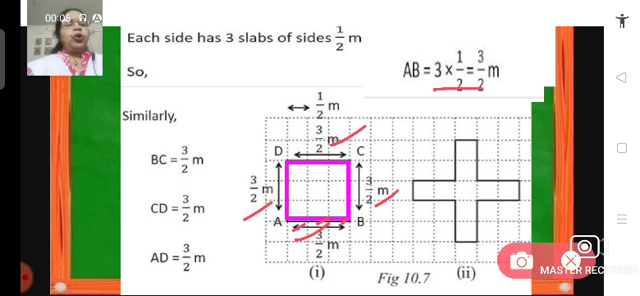 00:05
Each side has 3 slabs of sides 1/2 m
So,
AB = 3 × 1/2 = 3/2 m
Similarly,
BC = 3/2 m
CD = 3/2 m
AD = 3/2 m
1/2 m
3/2 m
D C
3/2 m 3/2 m
A B
3/2 m
(i) Fig 10.7 (ii)